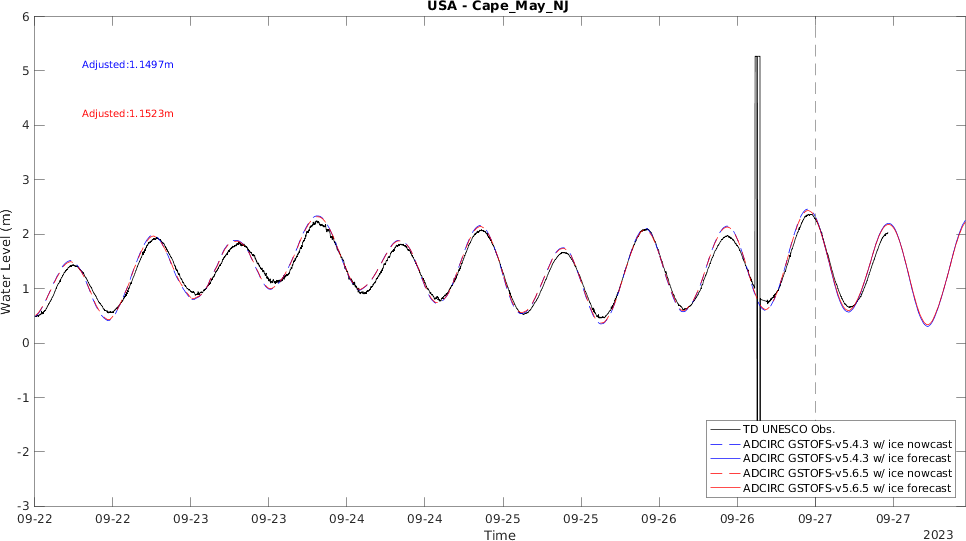 USA - Cape_May_NJ
6
5
4
3
2
1
0
-1
-2
-3
Water Level (m)
Adjusted:1.1497m
Adjusted:1.1523m
TD UNESCO Obs.
ADCIRC GSTOFS-v5.4.3 w/ ice nowcast
ADCIRC GSTOFS-v5.4.3 w/ ice forecast
ADCIRC GSTOFS-v5.6.5 w/ ice nowcast
ADCIRC GSTOFS-v5.6.5 w/ ice forecast
09-22 09-22 09-23 09-23 09-24 09-24 09-25 09-25 09-26 09-26 09-27 09-27
Time
2023